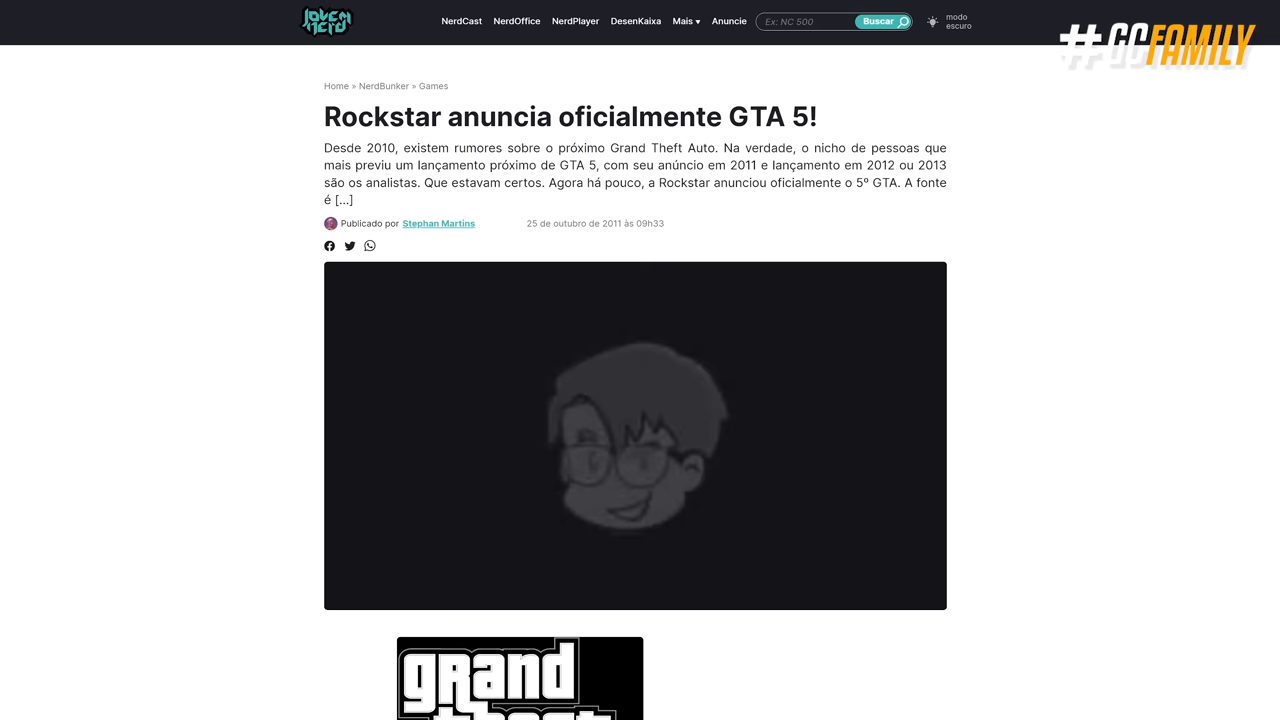 JOVEM
NERD
NerdCast NerdOffice NerdPlayer DesenKaixa Mais Anuncie Ex: NC 500 Buscar modo
escuro
#GCFAMILY
Home » NerdBunker » Games
Rockstar anuncia oficialmente GTA 5!
Desde 2010, existem rumores sobre o próximo Grand Theft Auto. Na verdade, o nicho de pessoas que
mais previu um lançamento próximo de GTA 5, com seu anúncio em 2011 e lançamento em 2012 ou 2013
são os analistas. Que estavam certos. Agora há pouco, a Rockstar anunciou oficialmente o 5º GTA. A fonte
é [...]
Publicado por Stephan Martins 25 de outubro de 2011 às 09h33
grand
theft